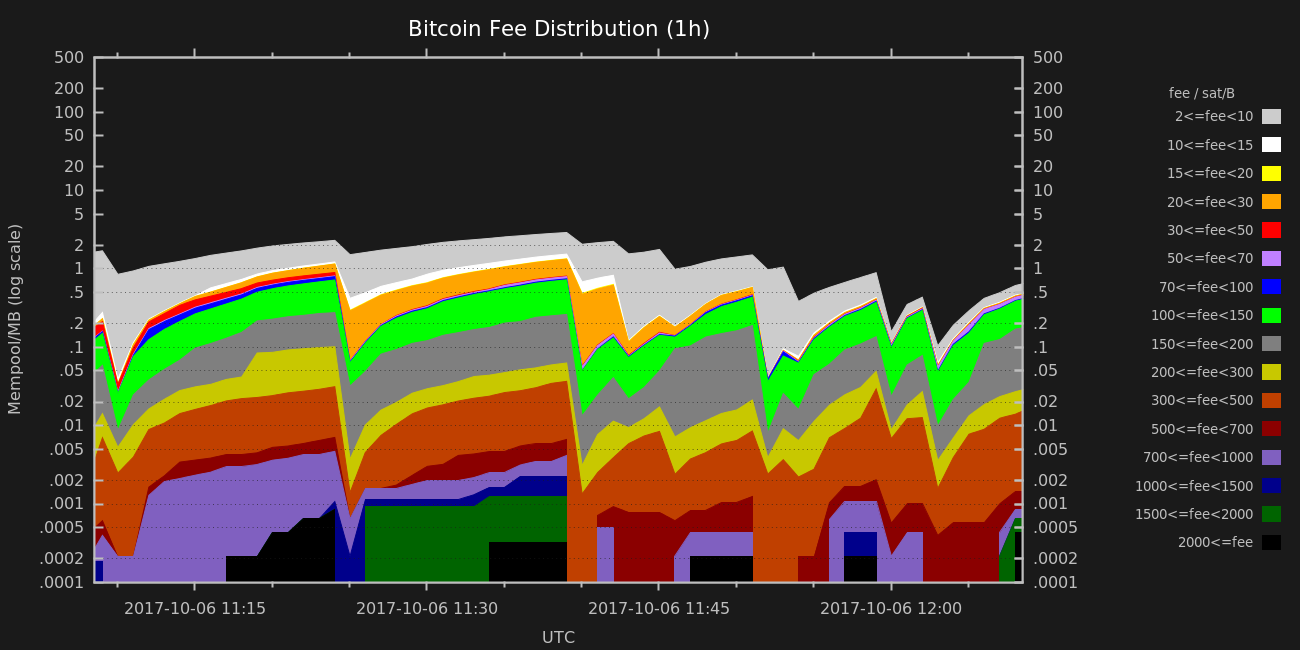 Bitcoin Fee Distribution (1h)
500 500
200 200
100 100
50 50
20 20
10 10
5 5
2 2
1 1
.5 .5
.2 .2
.1 .1
.05 .05
.02 .02
.01 .01
.005 .005
.002 .002
.001 .001
.0005 .0005
.0002 .0002
.0001 .0001
Mempool/MB (log scale)
2017-10-06 11:15 2017-10-06 11:30 2017-10-06 11:45 2017-10-06 12:00
UTC
fee / sat/B
2<=fee<10
10<=fee<15
15<=fee<20
20<=fee<30
30<=fee<50
50<=fee<70
70<=fee<100
100<=fee<150
150<=fee<200
200<=fee<300
300<=fee<500
500<=fee<700
700<=fee<1000
1000<=fee<1500
1500<=fee<2000
2000<=fee